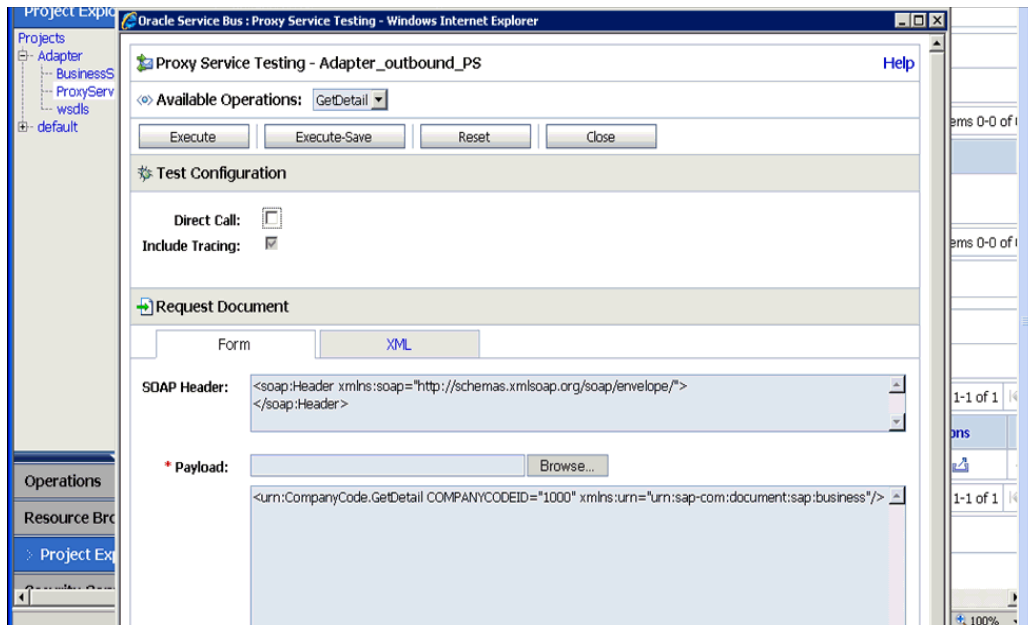 Project Explo
Oracle Service Bus : Proxy Service Testing - Windows Internet Explorer
Projects
Adapter
BusinessS
ProxyServ
wsdls
default
Proxy Service Testing - Adapter_outbound_PS
Help
Available Operations: GetDetail
Execute Execute-Save Reset Close
Test Configuration
Direct Call:
Include Tracing:
Request Document
Form XML
SOAP Header:
<soap:Header xmlns:soap="http://schemas.xmlsoap.org/soap/envelope/">
</soap:Header>
* Payload:
Browse...
<urn:CompanyCode.GetDetail COMPANYCODEID="1000" xmlns:urn="urn:sap-com:document:sap:business"/>
Operations
Resource Bro
Project Exp
ems 0-0 of
ems 0-0 of
1-1 of 1
ons
1-1 of 1
100%